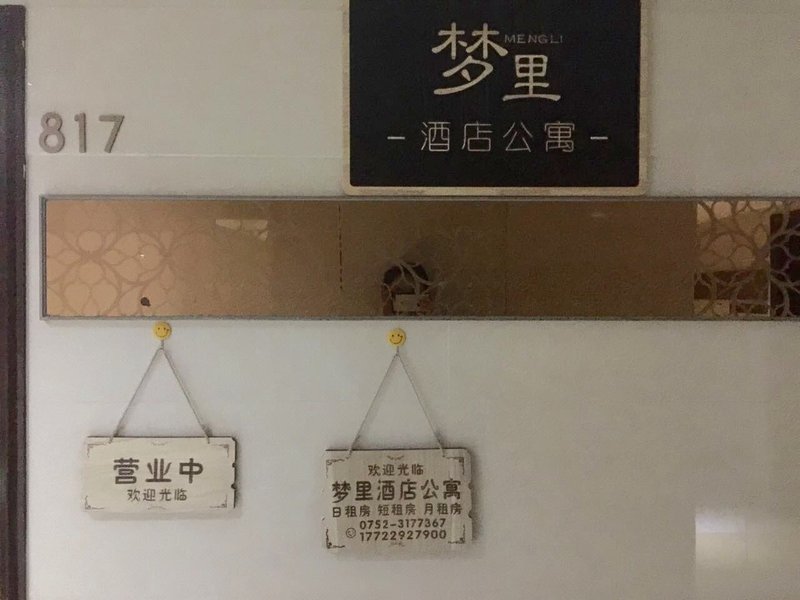 梦里
MENGLI
酒店公寓
817
营业中
欢迎光临
欢迎光临
梦里酒店公寓
日租房 短租房 月租房
0752-3177367
17722927900